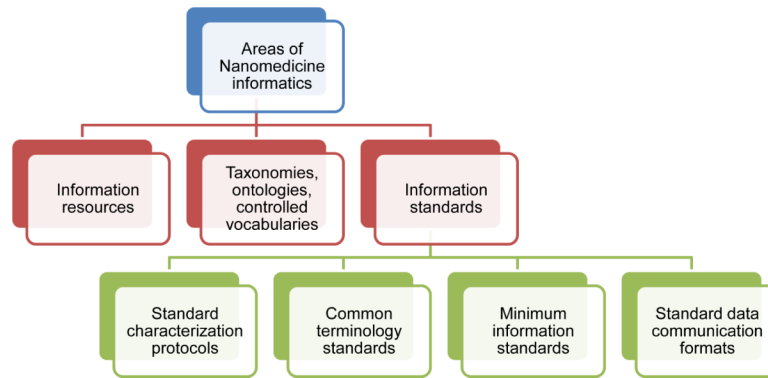 Areas of
Nanomedicine
informatics
Information
resources
Taxonomies,
ontologies,
controlled
vocabularies
Information
standards
Standard
characterization
protocols
Common
terminology
standards
Minimum
information
standards
Standard data
communication
formats